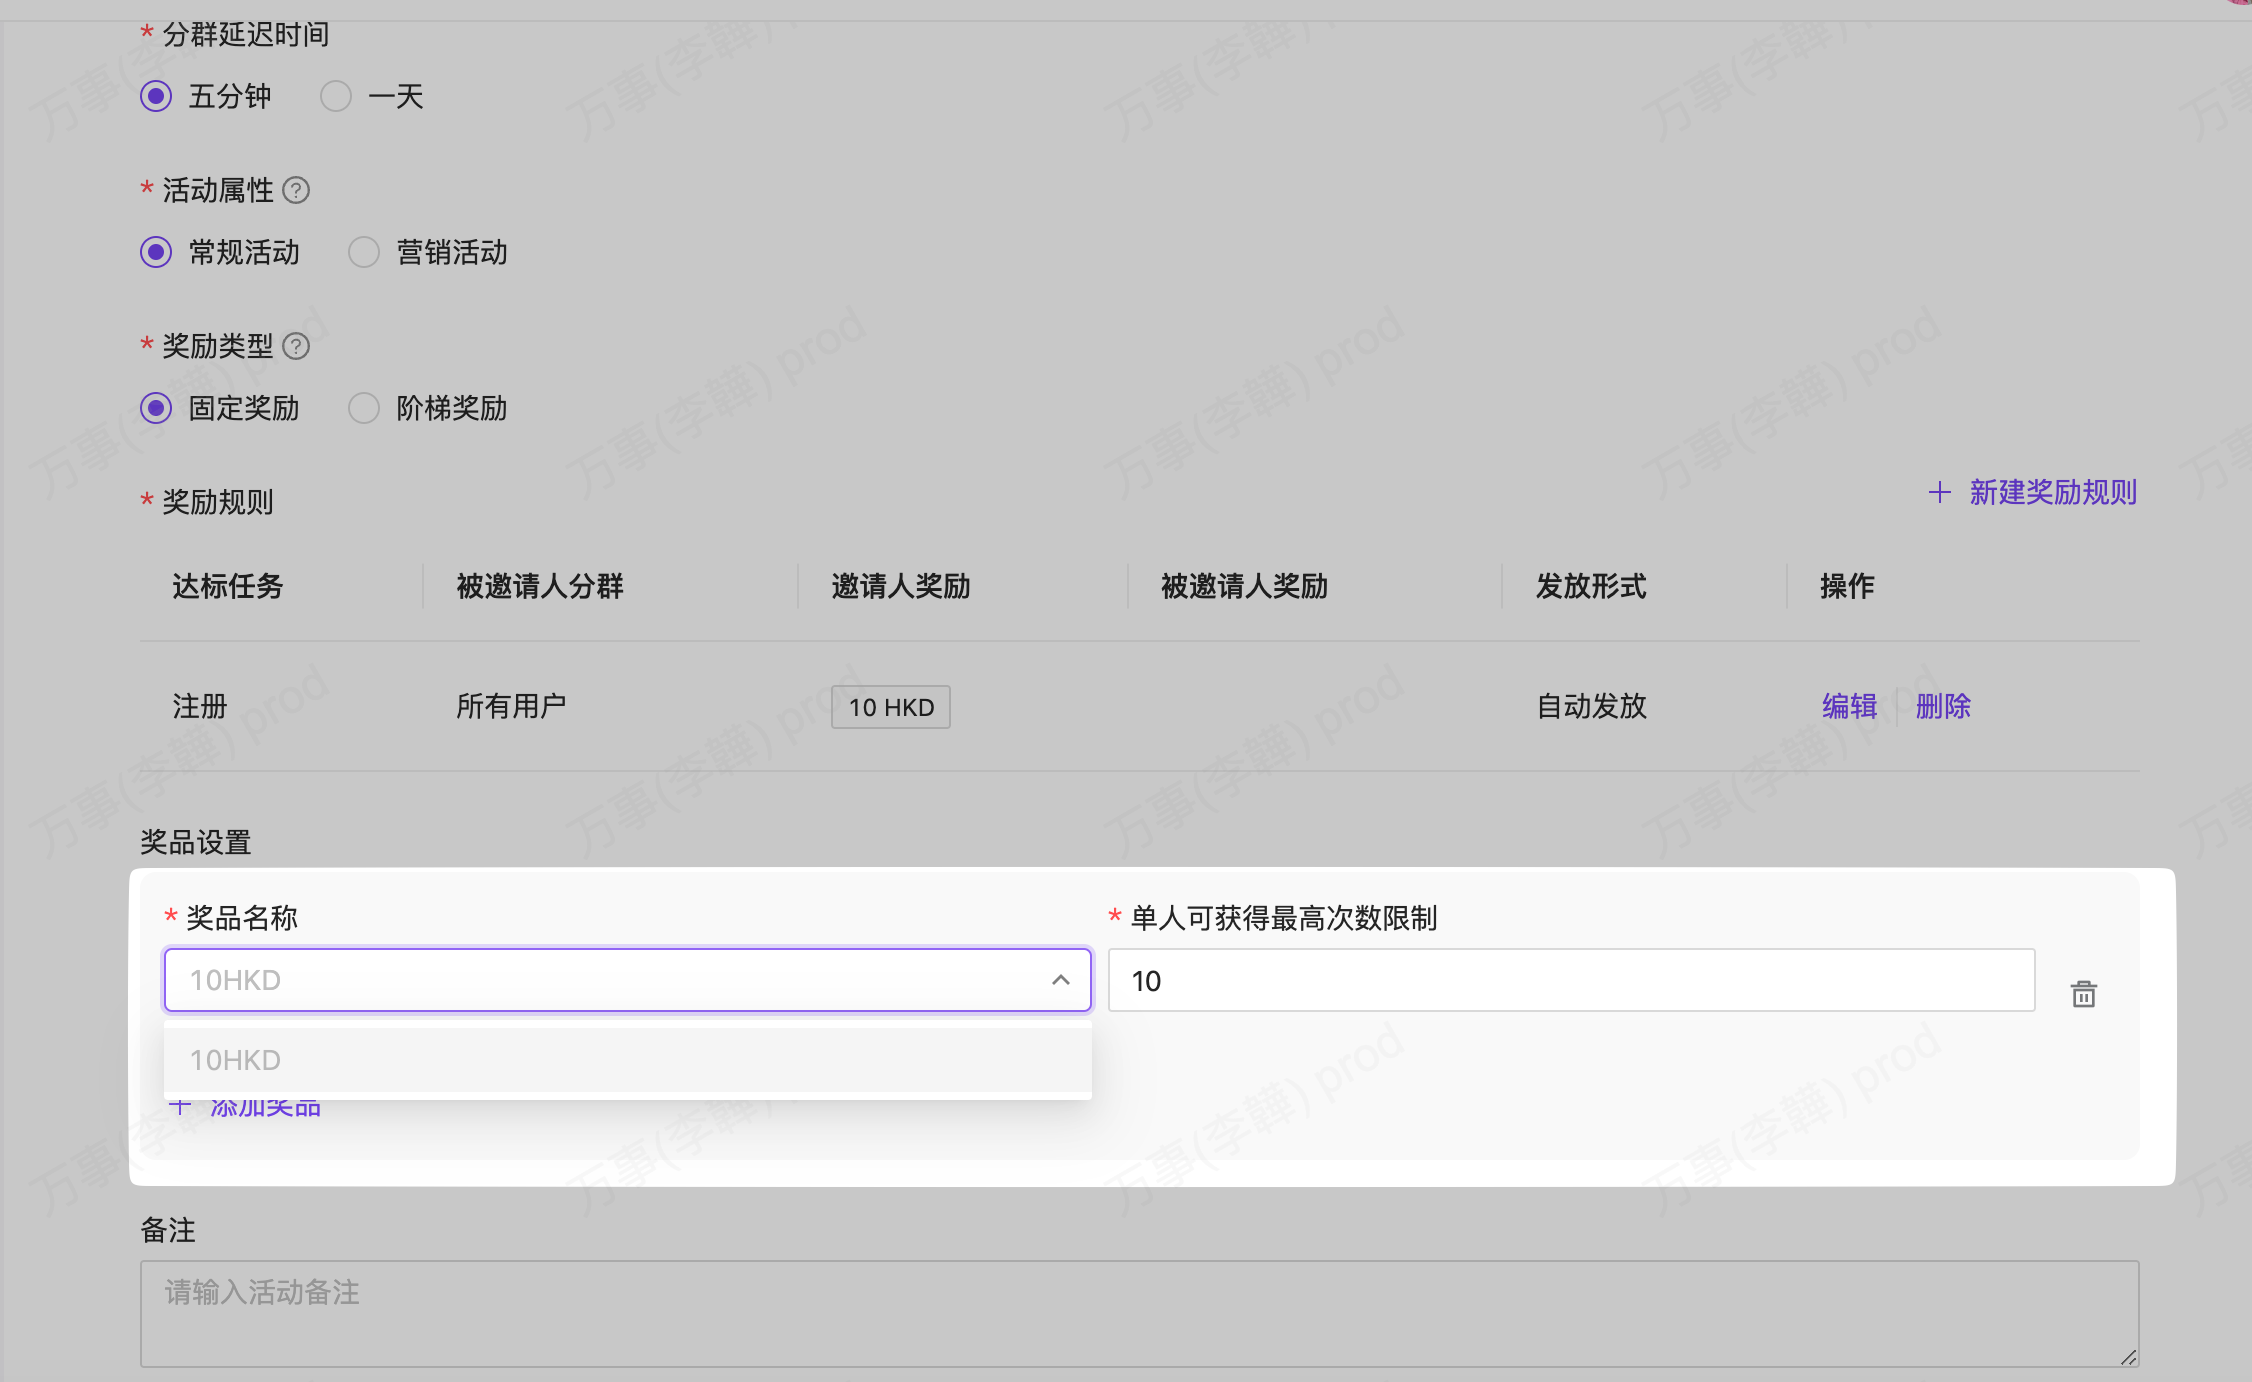 * 分群延迟时间
五分钟 一天
* 活动属性 ?
常规活动 营销活动
* 奖励类型 ?
固定奖励 阶梯奖励
* 奖励规则
+ 新建奖励规则
达标任务 被邀请人分群 邀请人奖励 被邀请人奖励 发放形式 操作
注册 所有用户 10 HKD 自动发放 编辑 删除
奖品设置
* 奖品名称 * 单人可获得最高次数限制
10HKD 10
10HKD
+ 添加奖品
备注
请输入活动备注
万事(李韡) prod